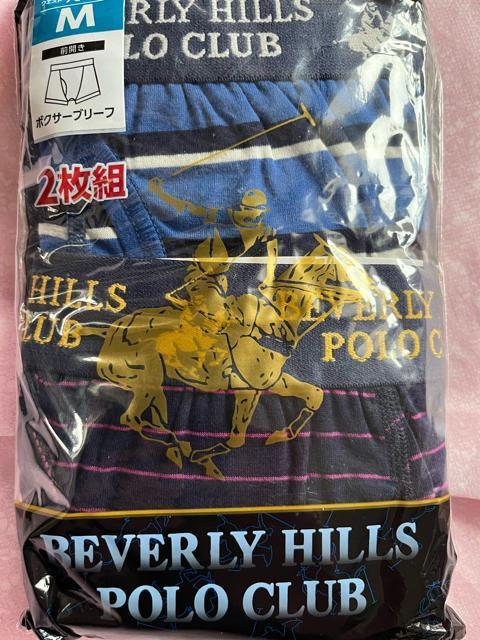 M
前開き
ボクサーブリーフ
RLY HILLS
LO CLUB
2枚組
HILLS
LUB
BEVERLY
POLO C
BEVERLY HILLS
POLO CLUB